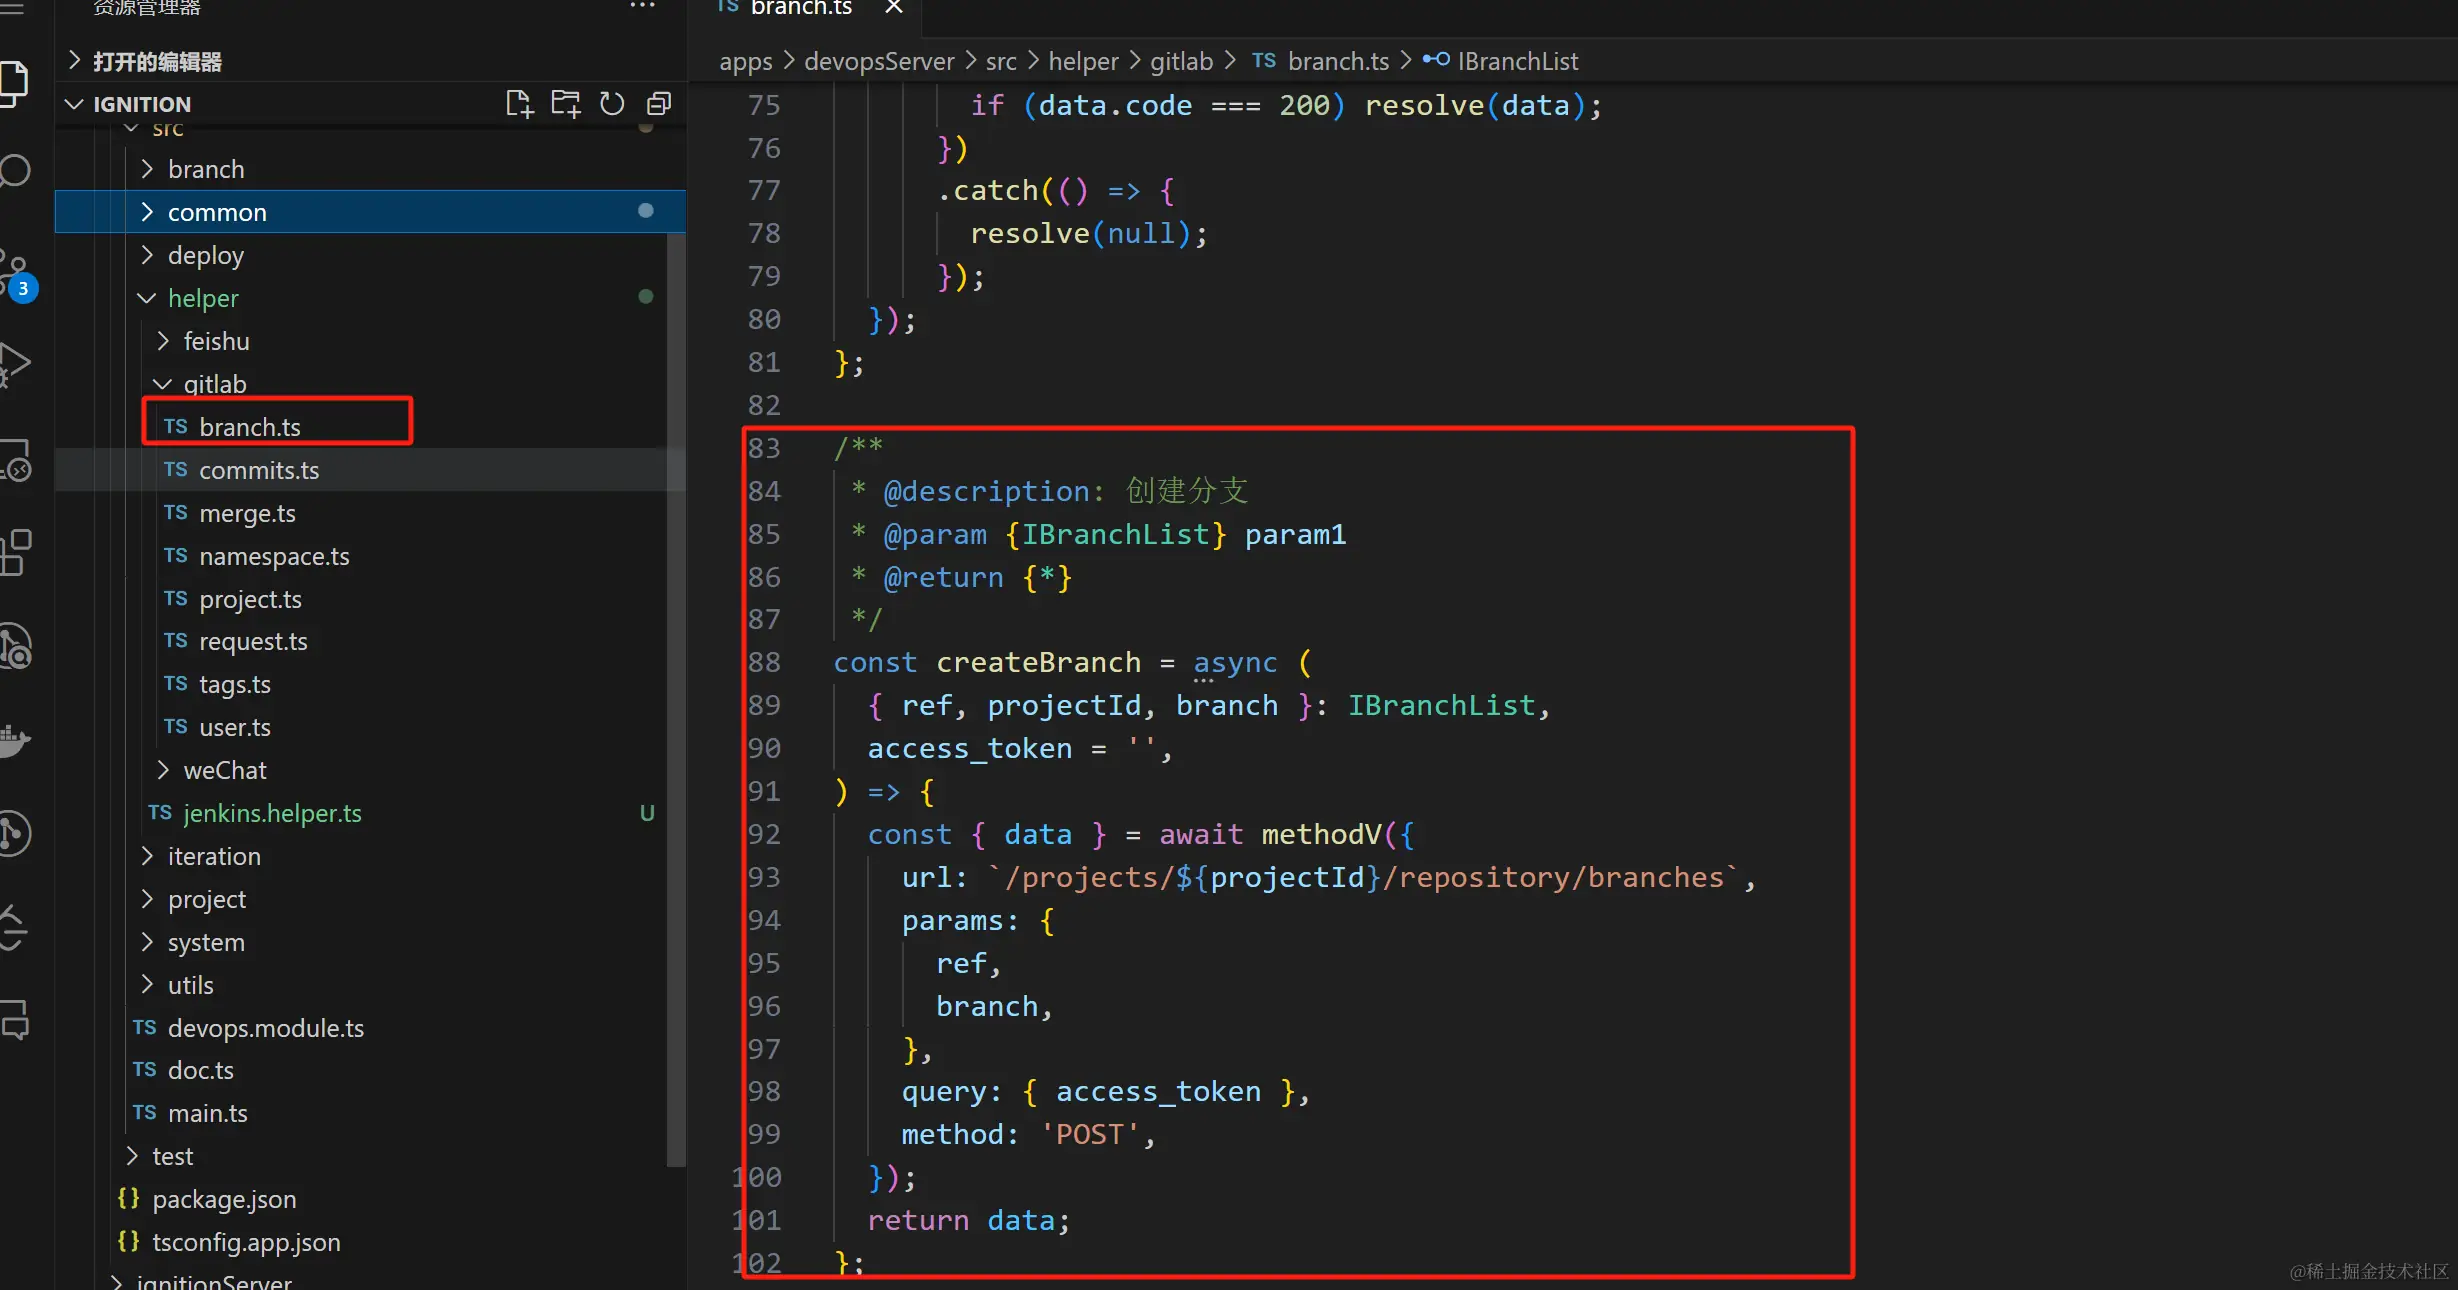 资源管理器
···
打开的编辑器
IGNITION
src
branch
common
deploy
helper
feishu
gitlab
TS branch.ts
TS commits.ts
TS merge.ts
TS namespace.ts
TS project.ts
TS request.ts
TS tags.ts
TS user.ts
weChat
TS jenkins.helper.ts U
iteration
project
system
utils
TS devops.module.ts
TS doc.ts
TS main.ts
test
{} package.json
{} tsconfig.app.json
ignitionServer
3
TS branch.ts ×
apps > devopsServer > src > helper > gitlab > TS branch.ts > IBranchList
75 if (data.code === 200) resolve(data);
76 })
77 .catch(() => {
78 resolve(null);
79 });
80 });
81 };
82
83 /**
84 * @description: 创建分支
85 * @param {IBranchList} param1
86 * @return {*}
87 */
88 const createBranch = async (
89 { ref, projectId, branch }: IBranchList,
90 access_token = '',
91 ) => {
92 const { data } = await methodV({
93 url: `/projects/${projectId}/repository/branches`,
94 params: {
95 ref,
96 branch,
97 },
98 query: { access_token },
99 method: 'POST',
100 });
101 return data;
102 };
@稀土掘金技术社区